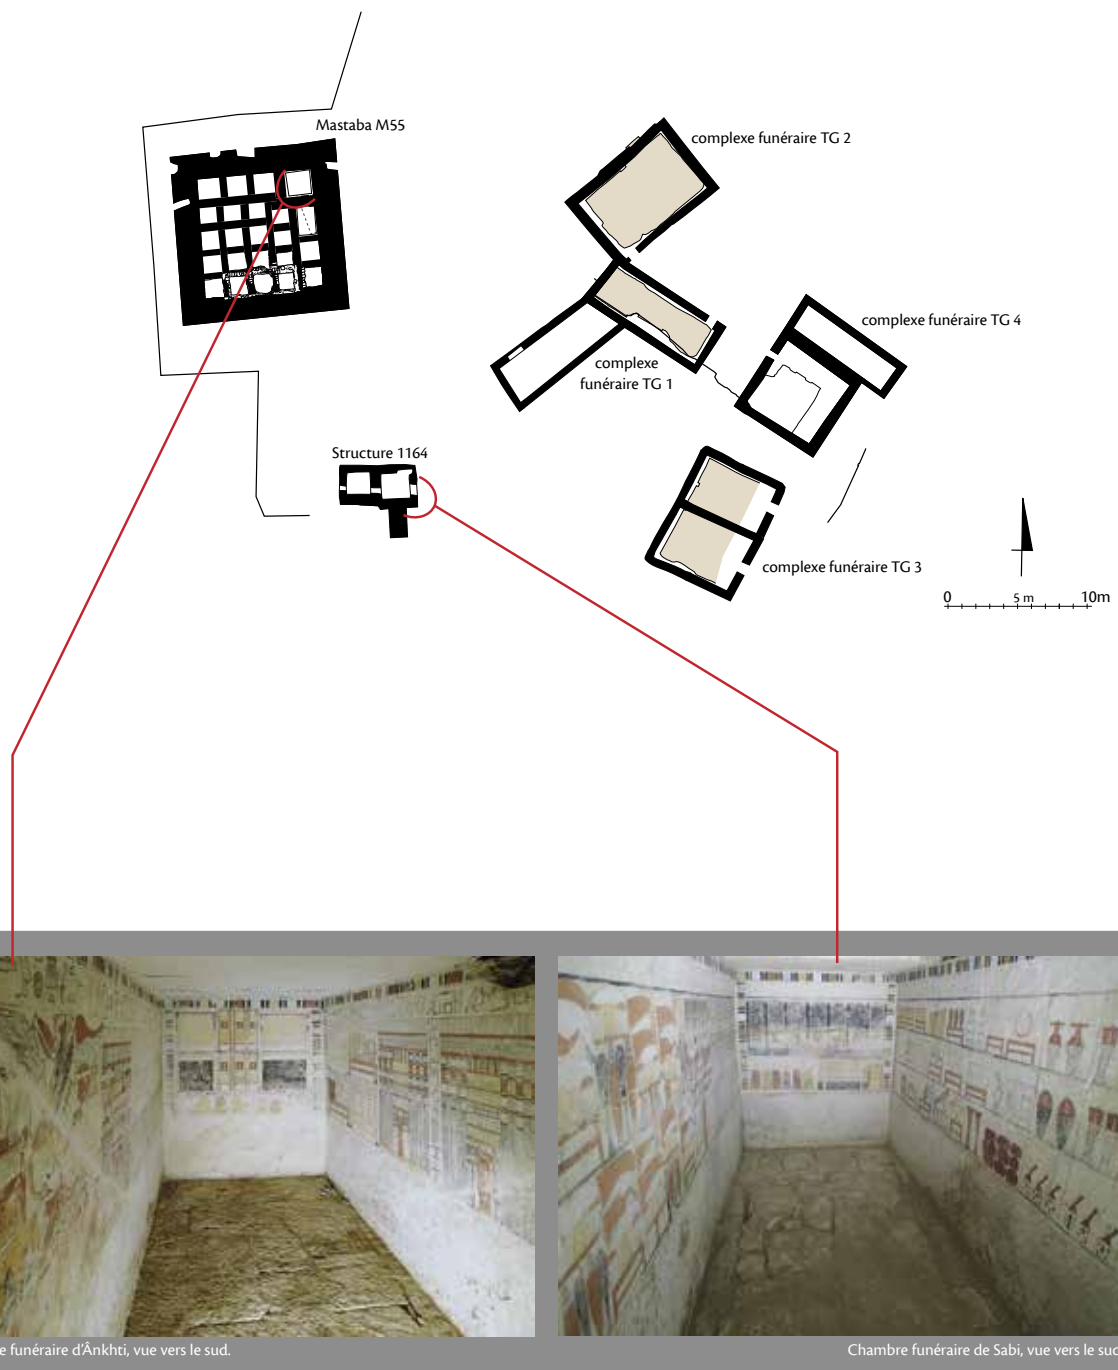 Mastaba M55
complexe funéraire TG 2
complexe funéraire TG 4
complexe
funéraire TG 1
Structure 1164
complexe funéraire TG 3
0 5 m 10m
e funéraire d'Ânkhti, vue vers le sud.
Chambre funéraire de Sabi, vue vers le sud